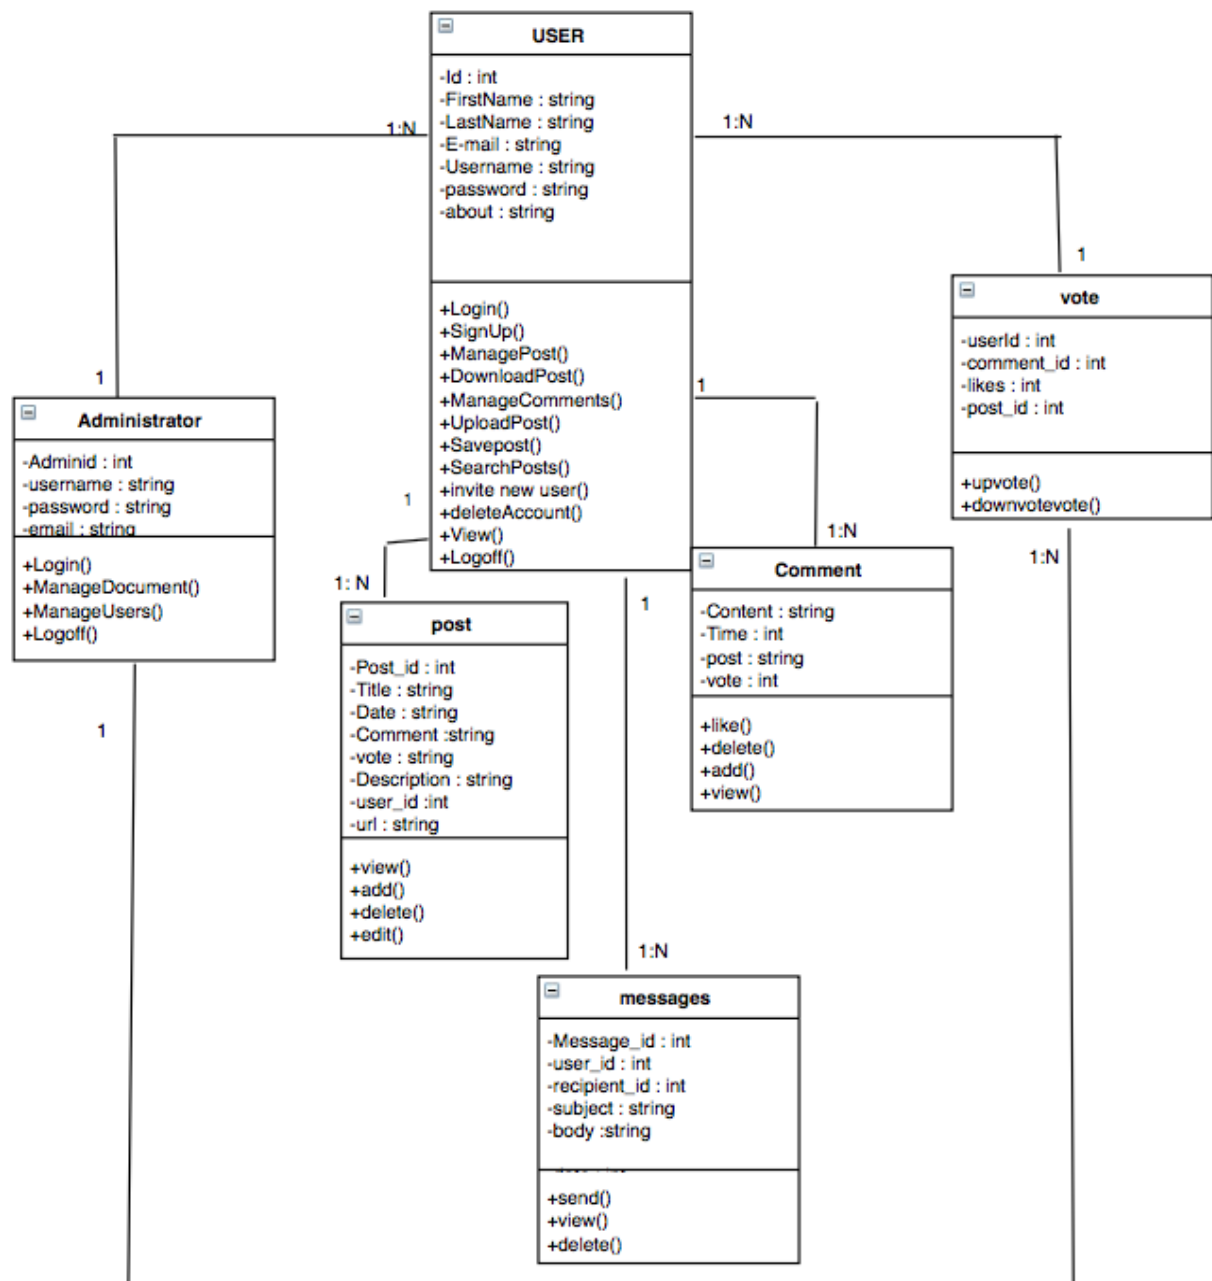 USER
-Id : int
-FirstName : string
-LastName : string
-E-mail : string
-Username : string
-password : string
-about : string
+Login()
+SignUp()
+ManagePost()
+DownloadPost()
+ManageComments()
+UploadPost()
+Savepost()
+SearchPosts()
+invite new user()
+deleteAccount()
+View()
+Logoff()
1:N
1:N
1
1
1
1
1: N
1
1:N
Administrator
-Adminid : int
-username : string
-password : string
-email : string
+Login()
+ManageDocument()
+ManageUsers()
+Logoff()
1
vote
-userId : int
-comment_id : int
-likes : int
-post_id : int
+upvote()
+downvotevote()
1:N
Comment
-Content : string
-Time : int
-post : string
-vote : int
+like()
+delete()
+add()
+view()
post
-Post_id : int
-Title : string
-Date : string
-Comment :string
-vote : string
-Description : string
-user_id :int
-url : string
+view()
+add()
+delete()
+edit()
1:N
messages
-Message_id : int
-user_id : int
-recipient_id : int
-subject : string
-body :string
+send()
+view()
+delete()